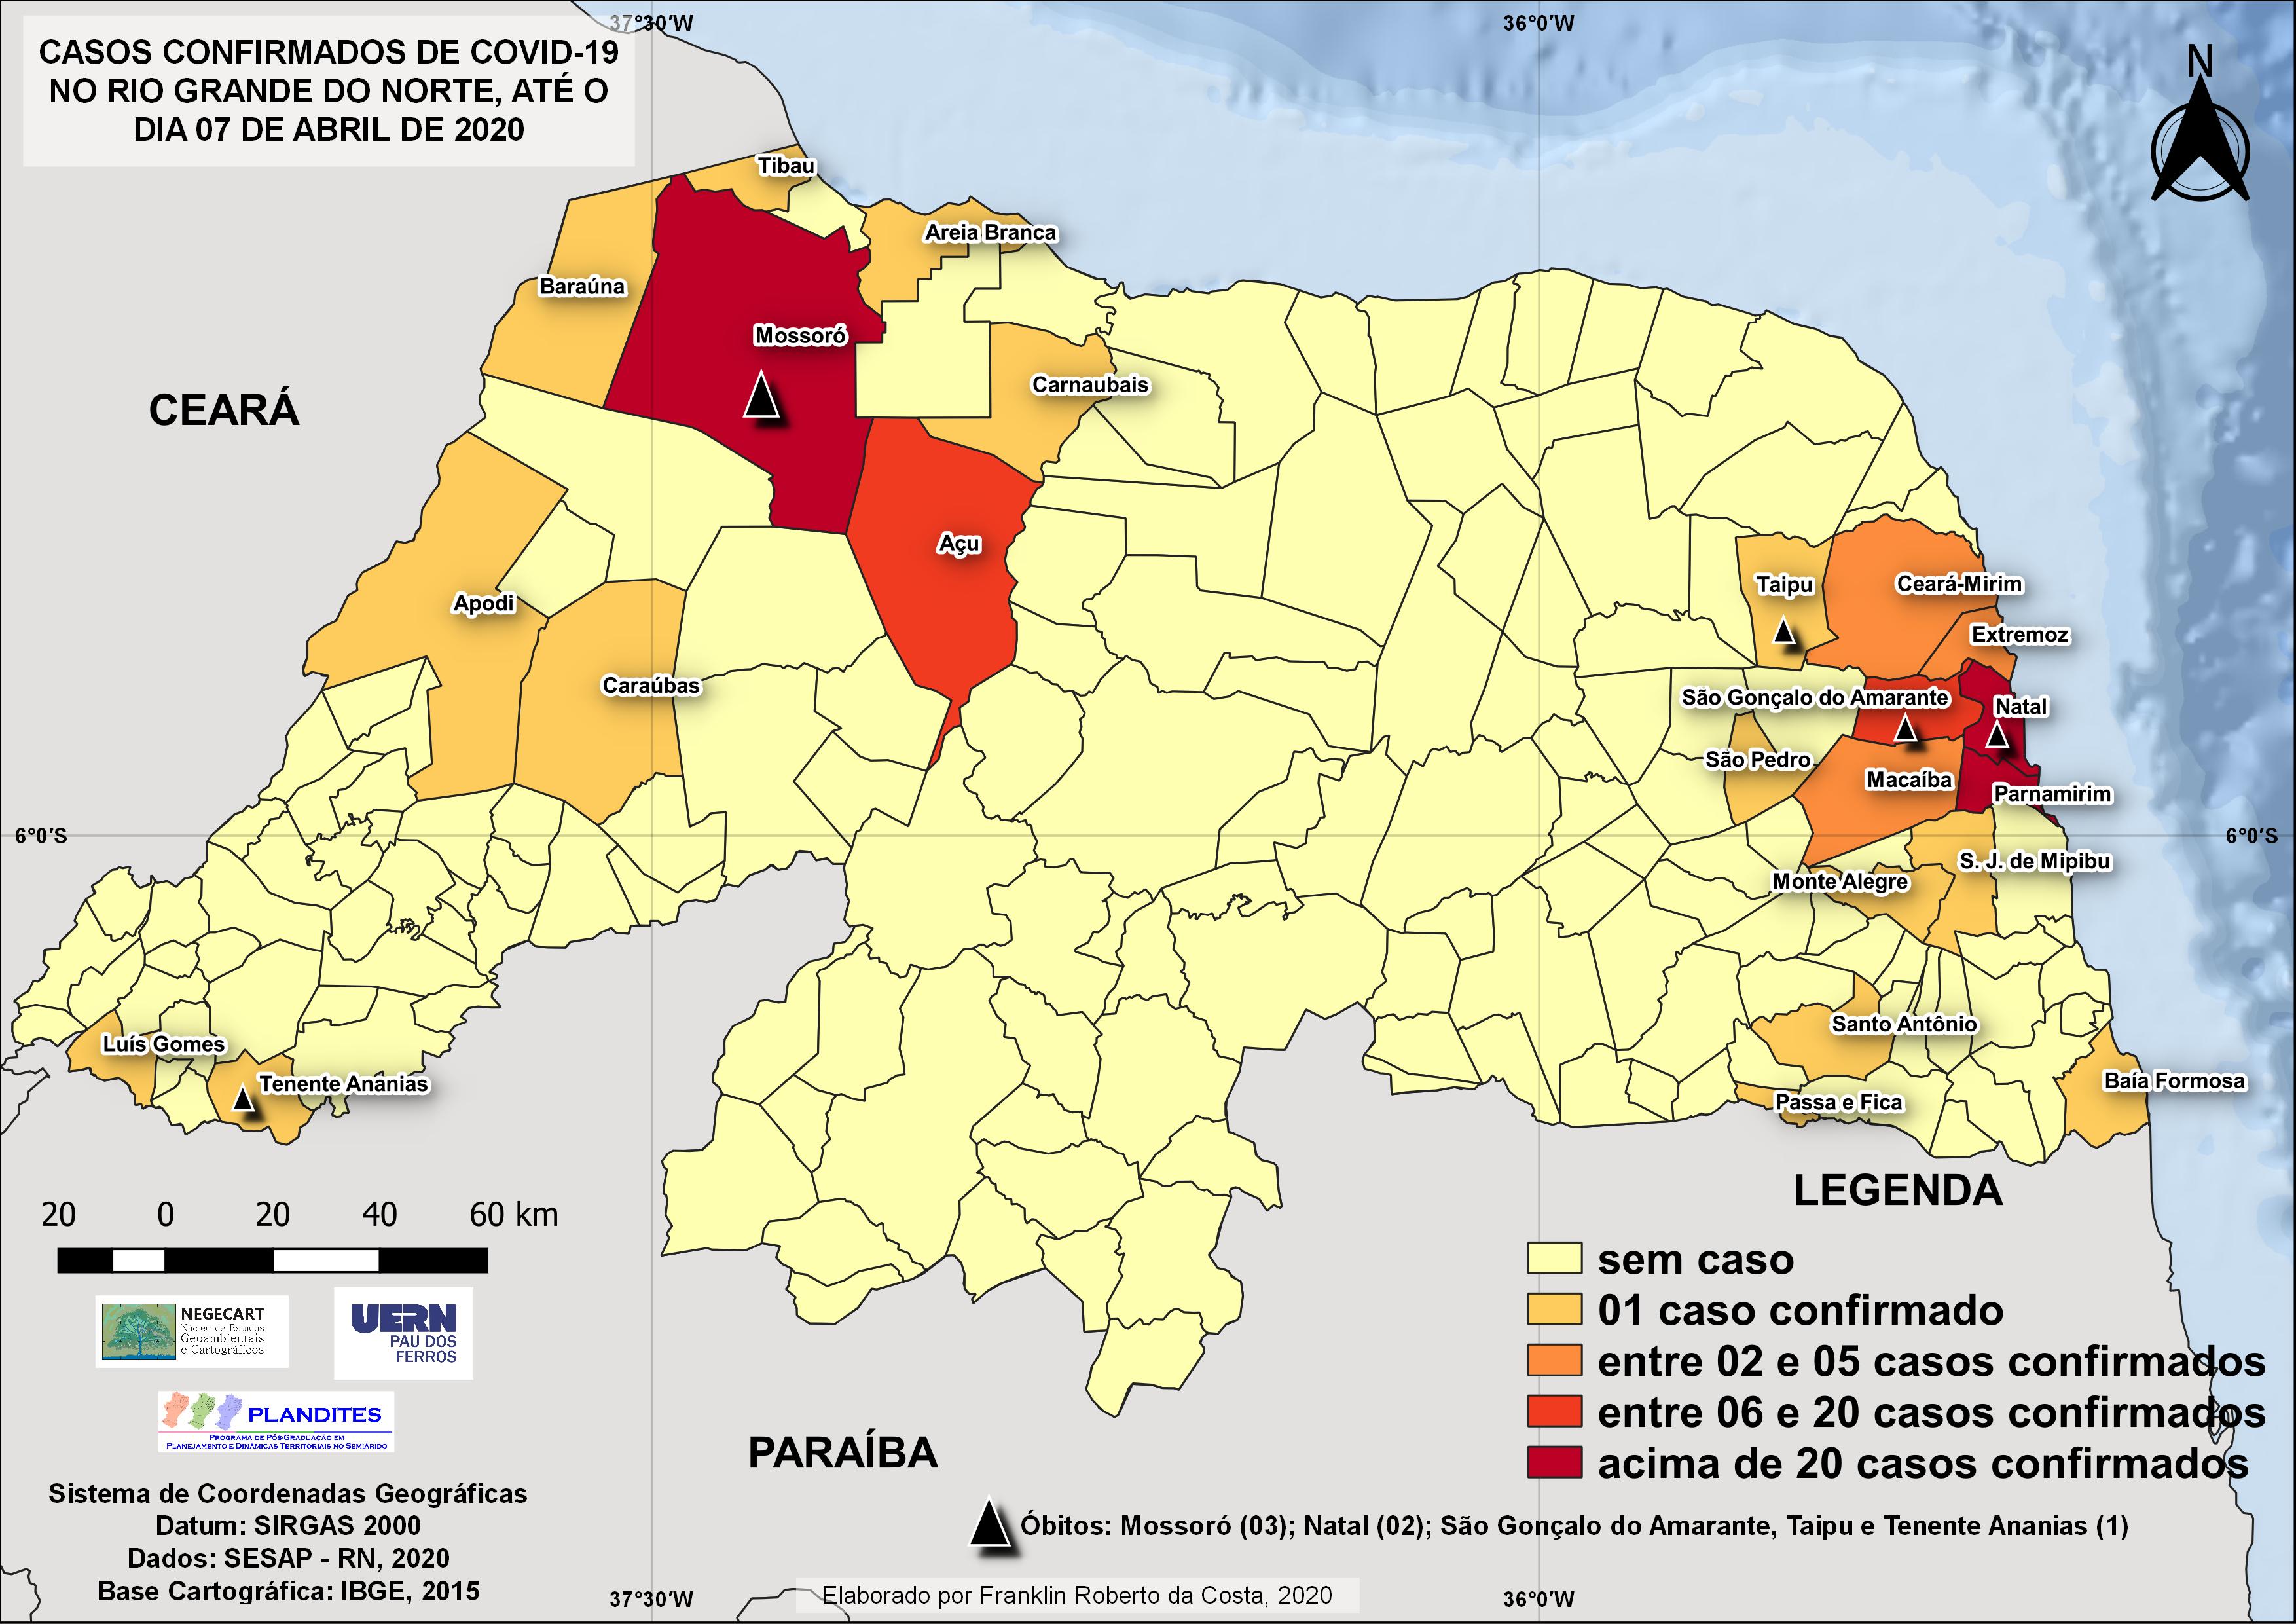 CASOS CONFIRMADOS DE COVID-19
NO RIO GRANDE DO NORTE, ATÉ O
DIA 07 DE ABRIL DE 2020
37°30′W
36°0′W
N
Tibau
Areia Branca
Baraúna
Mossoró
Carnaubais
CEARÁ
Açu
Taipu
Ceará-Mirim
Apodi
Extremoz
Caraúbas
São Gonçalo do Amarante
Natal
São Pedro
Macaíba
Parnamirim
6°0′S
6°0′S
S. J. de Mipibu
Monte Alegre
Santo Antônio
Luís Gomes
Tenente Ananias
Baía Formosa
Passa e Fica
LEGENDA
20 0 20 40 60 km
sem caso
01 caso confirmado
entre 02 e 05 casos confirmados
entre 06 e 20 casos confirmados
acima de 20 casos confirmados
NEGECART
Núcleo de Estudos
Geoambientais
e Cartográficos
UERN
PAU DOS
FERROS
PLANDITES
PROGRAMA DE PÓS-GRADUAÇÃO EM
PLANEJAMENTO E DINÂMICAS TERRITORIAIS NO SEMIÁRIDO
PARAÍBA
Óbitos: Mossoró (03); Natal (02); São Gonçalo do Amarante, Taipu e Tenente Ananias (1)
Sistema de Coordenadas Geográficas
Datum: SIRGAS 2000
Dados: SESAP - RN, 2020
Base Cartográfica: IBGE, 2015
37°30′W
Elaborado por Franklin Roberto da Costa, 2020
36°0′W